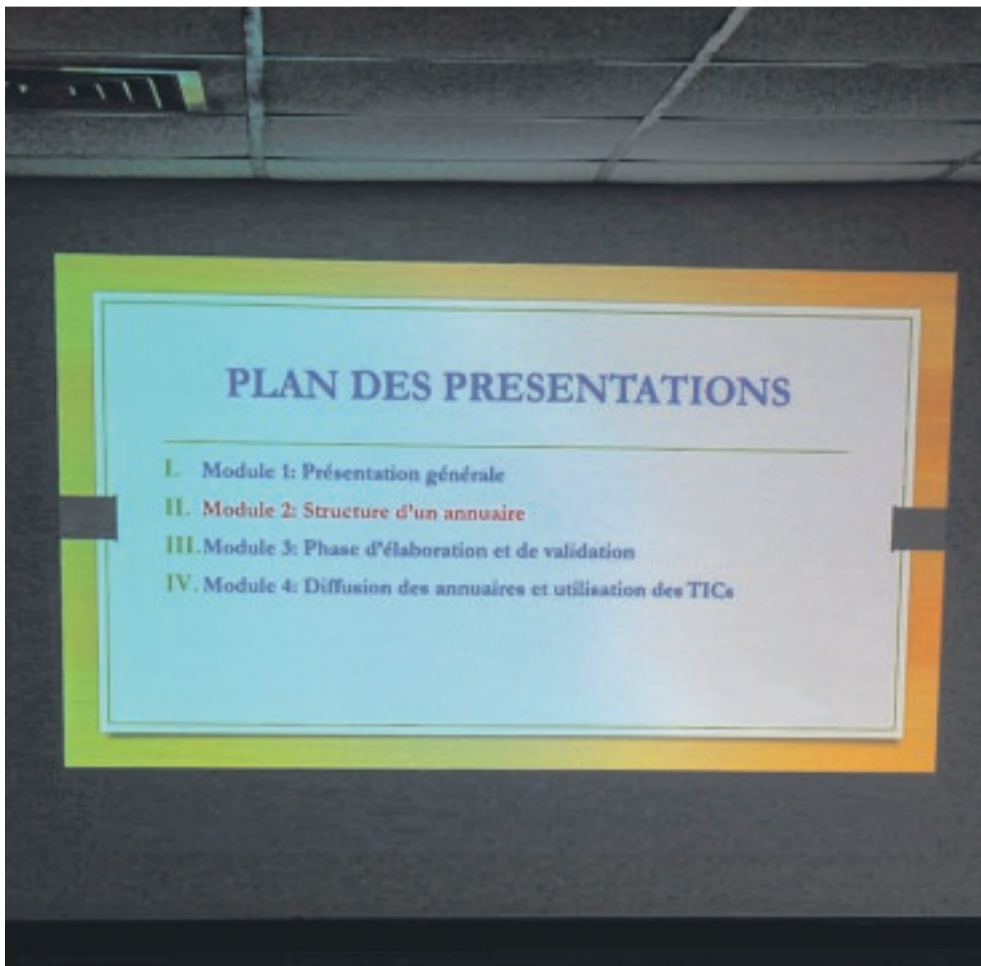 PLAN DES PRESENTATIONS
I. Module 1: Présentation générale
II. Module 2: Structure d'un annuaire
III. Module 3: Phase d'élaboration et de validation
IV. Module 4: Diffusion des annuaires et utilisation des TICs